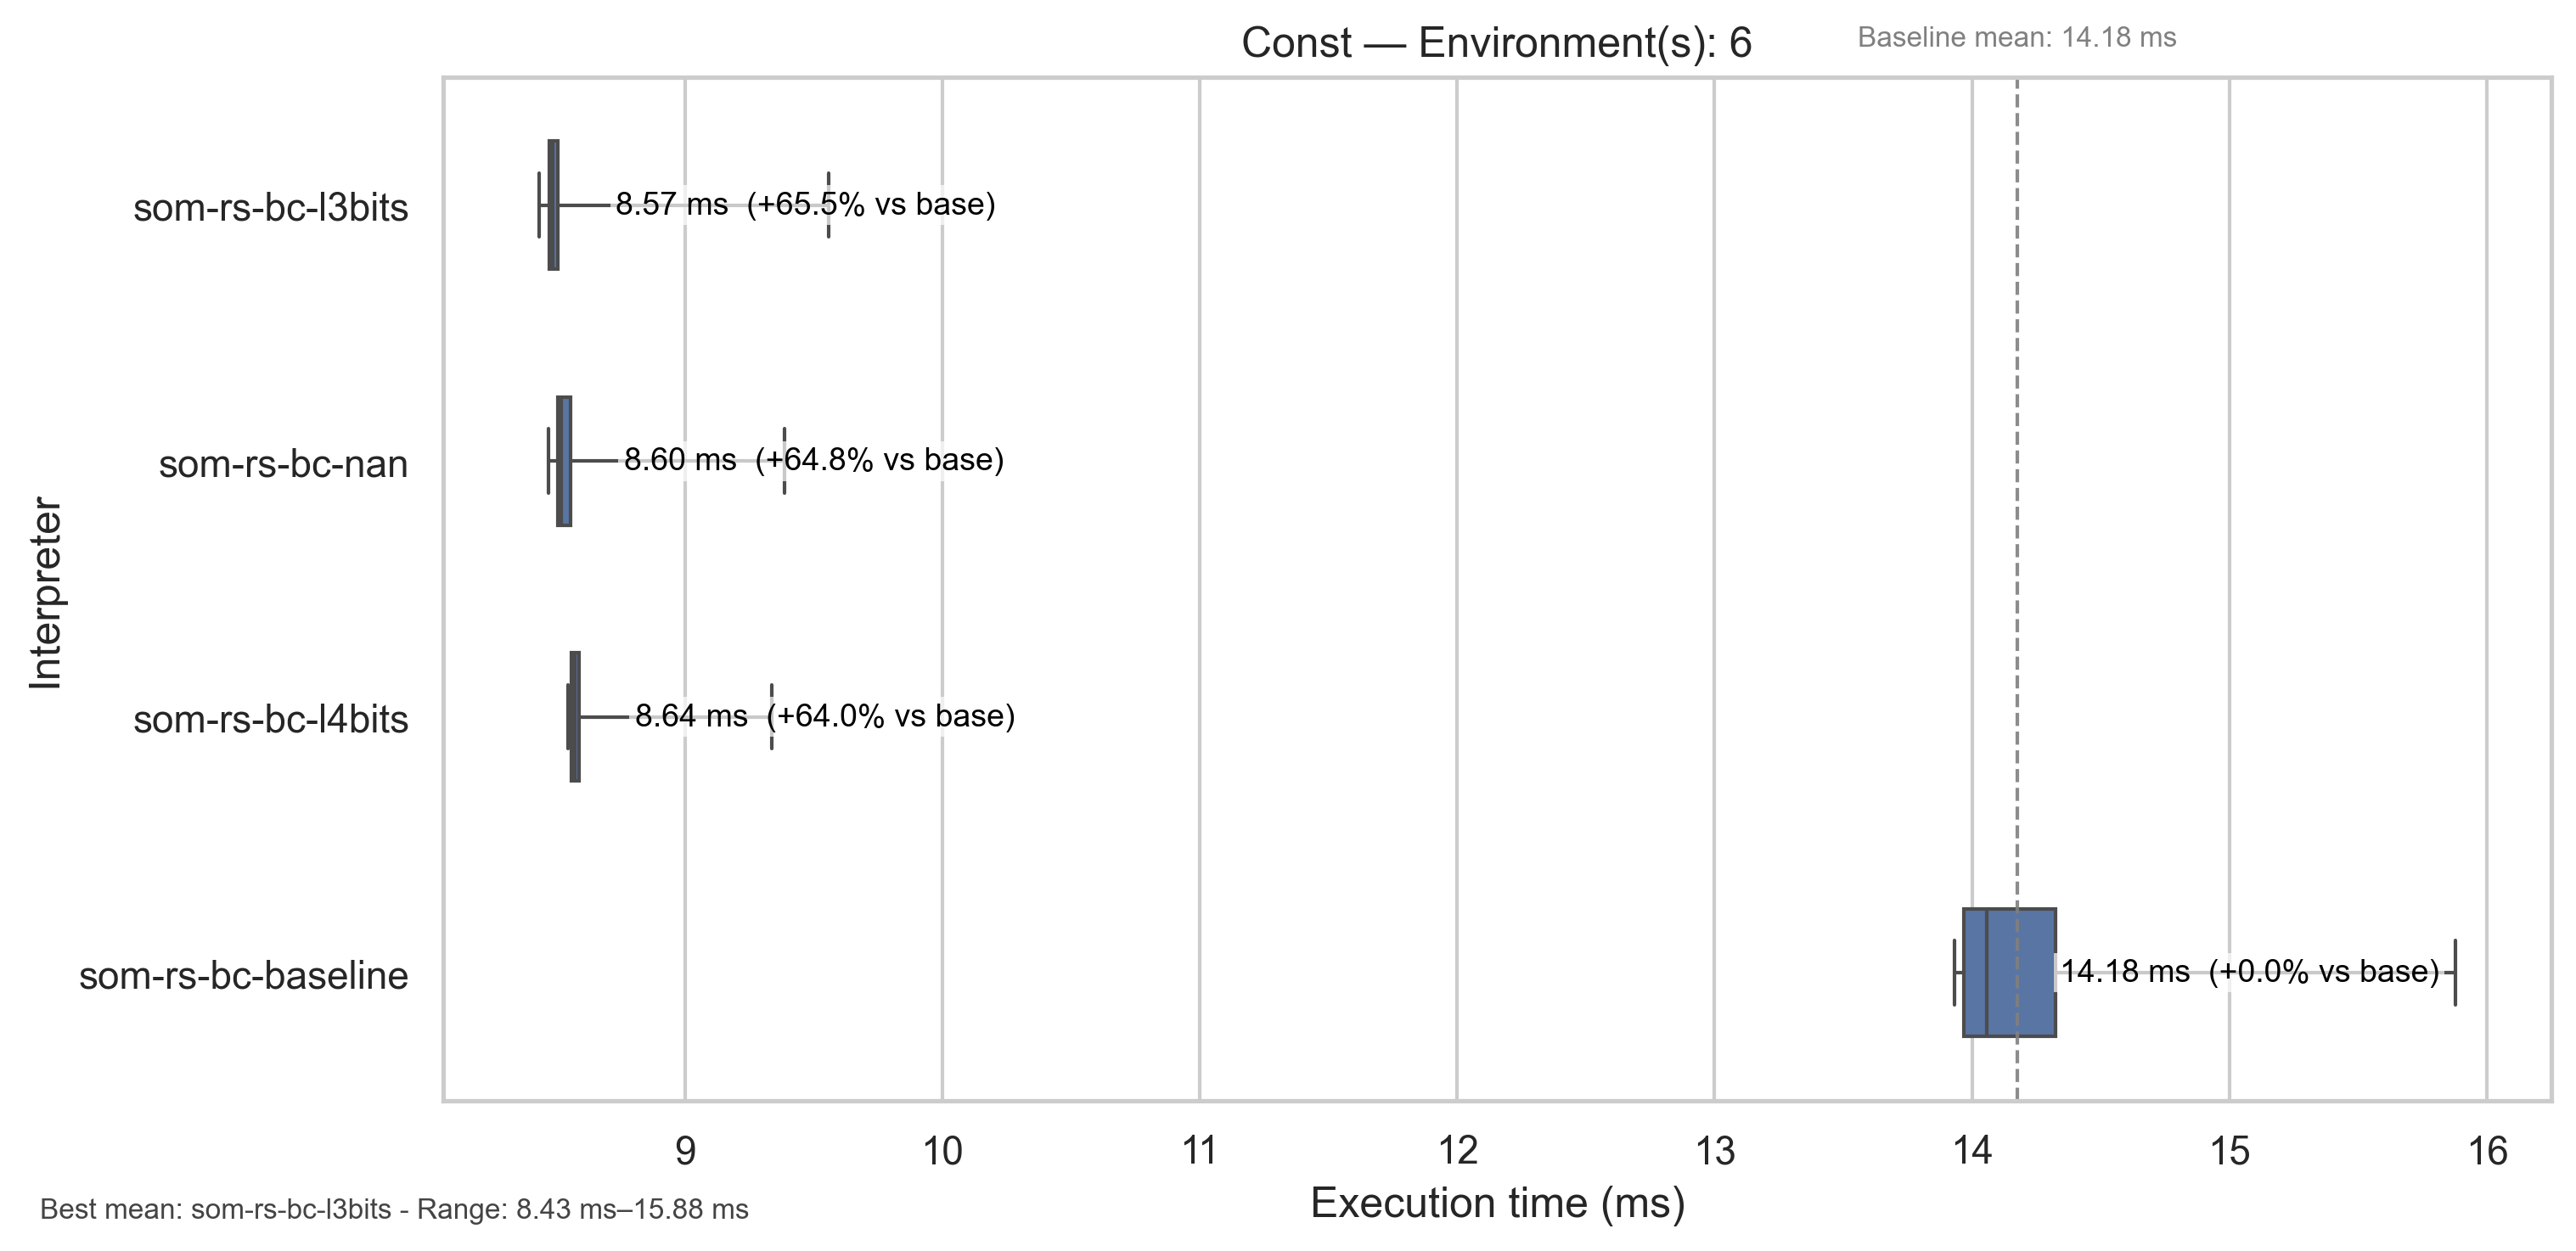 Const — Environment(s): 6
Baseline mean: 14.18 ms
som-rs-bc-l3bits
8.57 ms (+65.5% vs base)
som-rs-bc-nan
8.60 ms (+64.8% vs base)
som-rs-bc-l4bits
8.64 ms (+64.0% vs base)
som-rs-bc-baseline
14.18 ms (+0.0% vs base)
Interpreter
9 10 11 12 13 14 15 16
Execution time (ms)
Best mean: som-rs-bc-l3bits - Range: 8.43 ms–15.88 ms